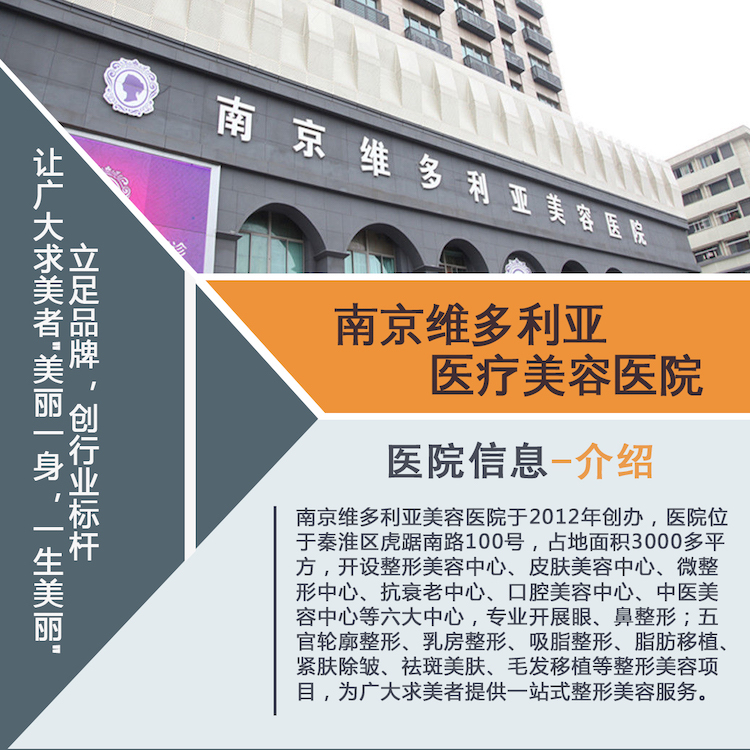 南京维多利亚美容医院
立足品牌，创行业标杆
让广大求美者"美丽一身，一生美丽"
南京维多利亚
医疗美容医院
医院信息-介绍
南京维多利亚美容医院于2012年创办，医院位
于秦淮区虎踞南路100号，占地面积3000多平
方，开设整形美容中心、皮肤美容中心、微整
形中心、抗衰老中心、口腔美容中心、中医美
容中心等六大中心，专业开展眼、鼻整形；五
官轮廓整形、乳房整形、吸脂整形、脂肪移植、
紧肤除皱、祛斑美肤、毛发移植等整形美容项
目，为广大求美者提供一站式整形美容服务。